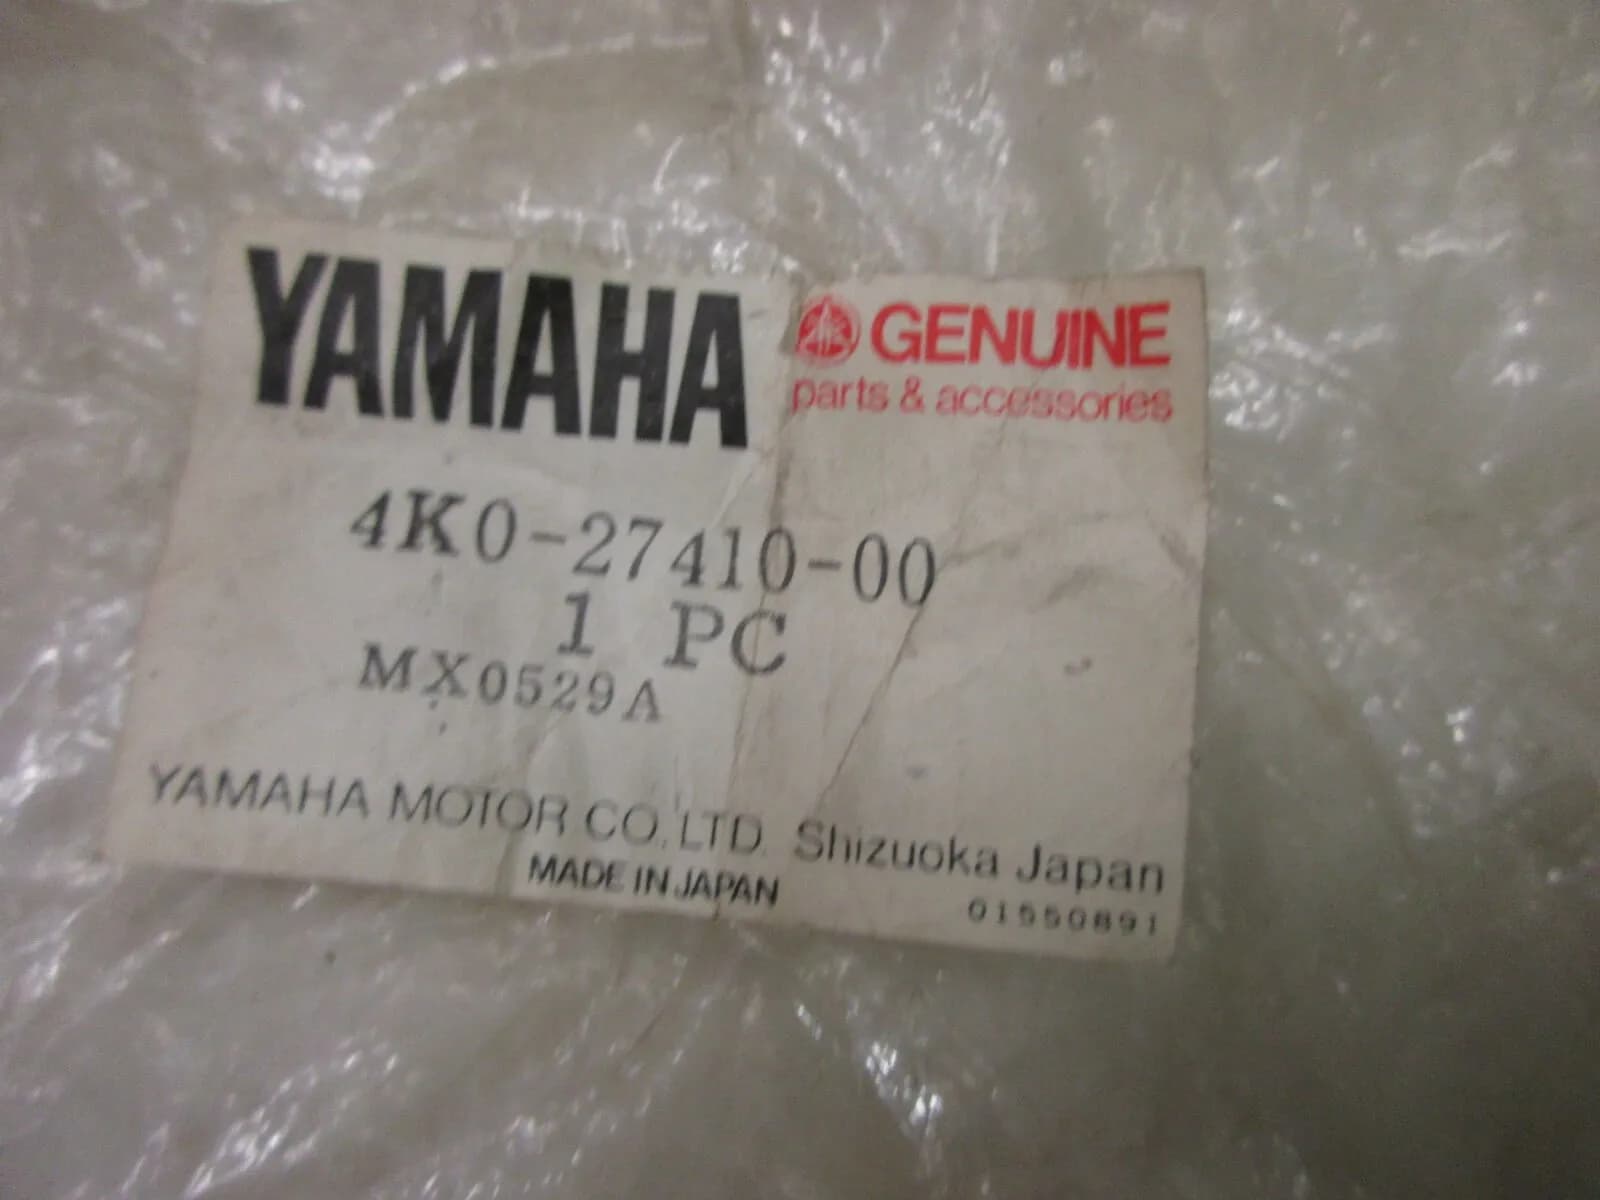 YAMAHA
GENUINE
parts & accessories
4K0-27410-00
1 PC
MX0529A
YAMAHA MOTOR CO., LTD. Shizuoka Japan
MADE IN JAPAN
01550891